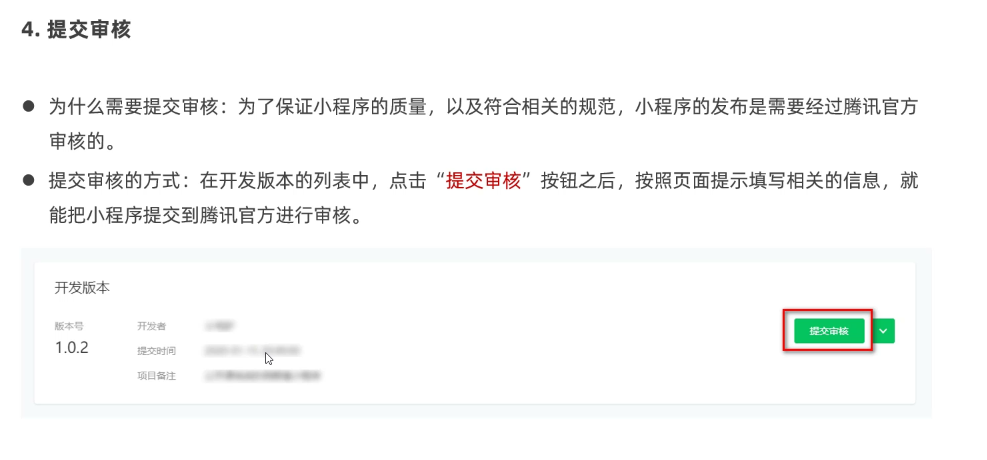 4. 提交审核
● 为什么需要提交审核：为了保证小程序的质量，以及符合相关的规范，小程序的发布是需要经过腾讯官方
审核的。
● 提交审核的方式：在开发版本的列表中，点击“提交审核”按钮之后，按照页面提示填写相关的信息，就
能把小程序提交到腾讯官方进行审核。
开发版本
版本号 开发者
提交审核
1.0.2 提交时间
项目备注